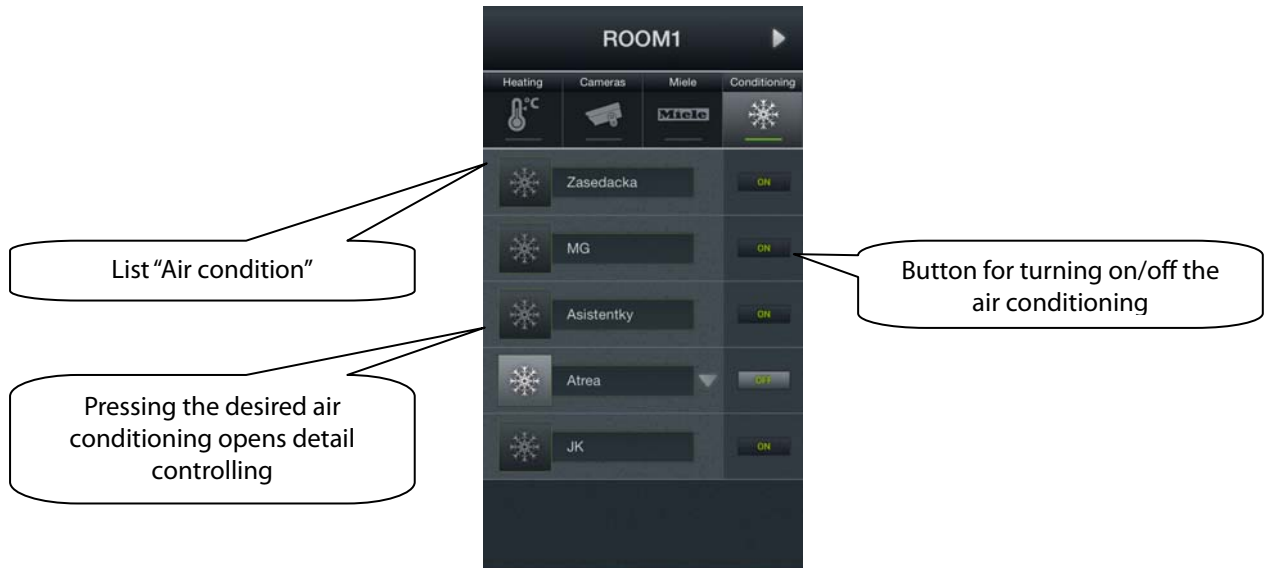 ROOM1
Heating Cameras Miele Conditioning
°C Miele
Zasedacka ON
MG ON
Asistentky ON
Atrea OFF
JK ON
List “Air condition”
Pressing the desired air
conditioning opens detail
controlling
Button for turning on/off the
air conditioning